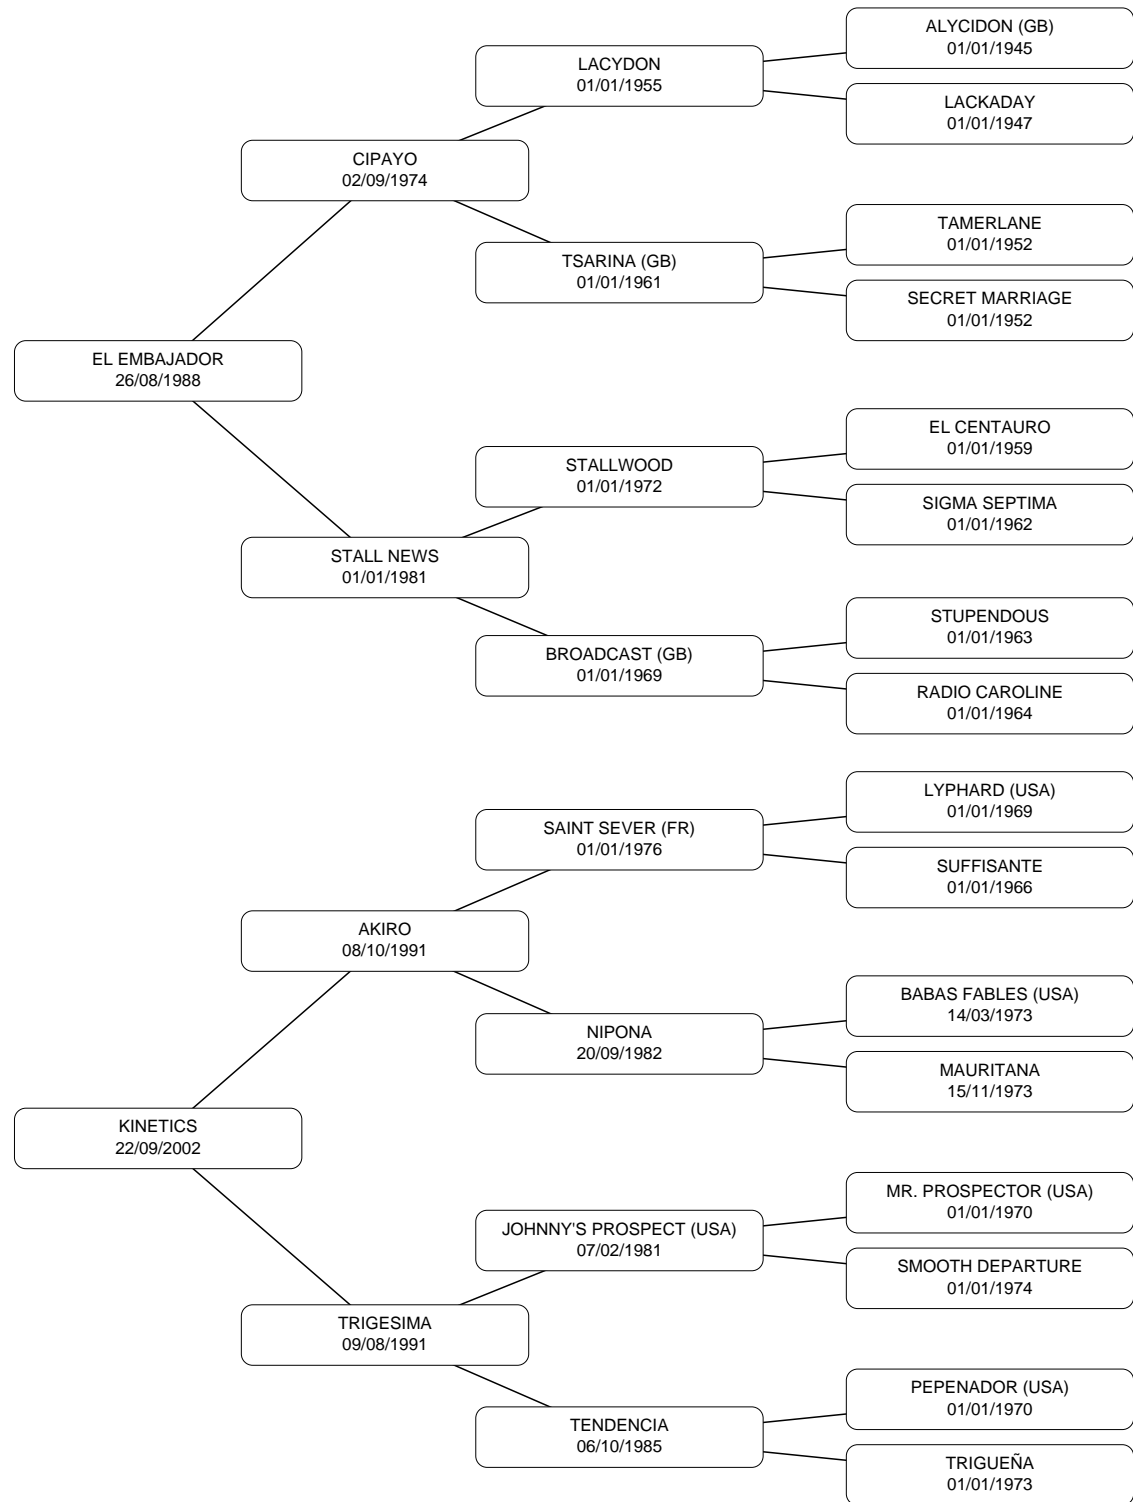 ALYCIDON (GB)
01/01/1945
LACYDON
01/01/1955
LACKADAY
01/01/1947
CIPAYO
02/09/1974
TAMERLANE
01/01/1952
TSARINA (GB)
01/01/1961
SECRET MARRIAGE
01/01/1952
EL EMBAJADOR
26/08/1988
EL CENTAURO
01/01/1959
STALLWOOD
01/01/1972
SIGMA SEPTIMA
01/01/1962
STALL NEWS
01/01/1981
STUPENDOUS
01/01/1963
BROADCAST (GB)
01/01/1969
RADIO CAROLINE
01/01/1964
LYPHARD (USA)
01/01/1969
SAINT SEVER (FR)
01/01/1976
SUFFISANTE
01/01/1966
AKIRO
08/10/1991
BABAS FABLES (USA)
14/03/1973
NIPONA
20/09/1982
MAURITANA
15/11/1973
KINETICS
22/09/2002
MR. PROSPECTOR (USA)
01/01/1970
JOHNNY'S PROSPECT (USA)
07/02/1981
SMOOTH DEPARTURE
01/01/1974
TRIGESIMA
09/08/1991
PEPENADOR (USA)
01/01/1970
TENDENCIA
06/10/1985
TRIGUEÑA
01/01/1973